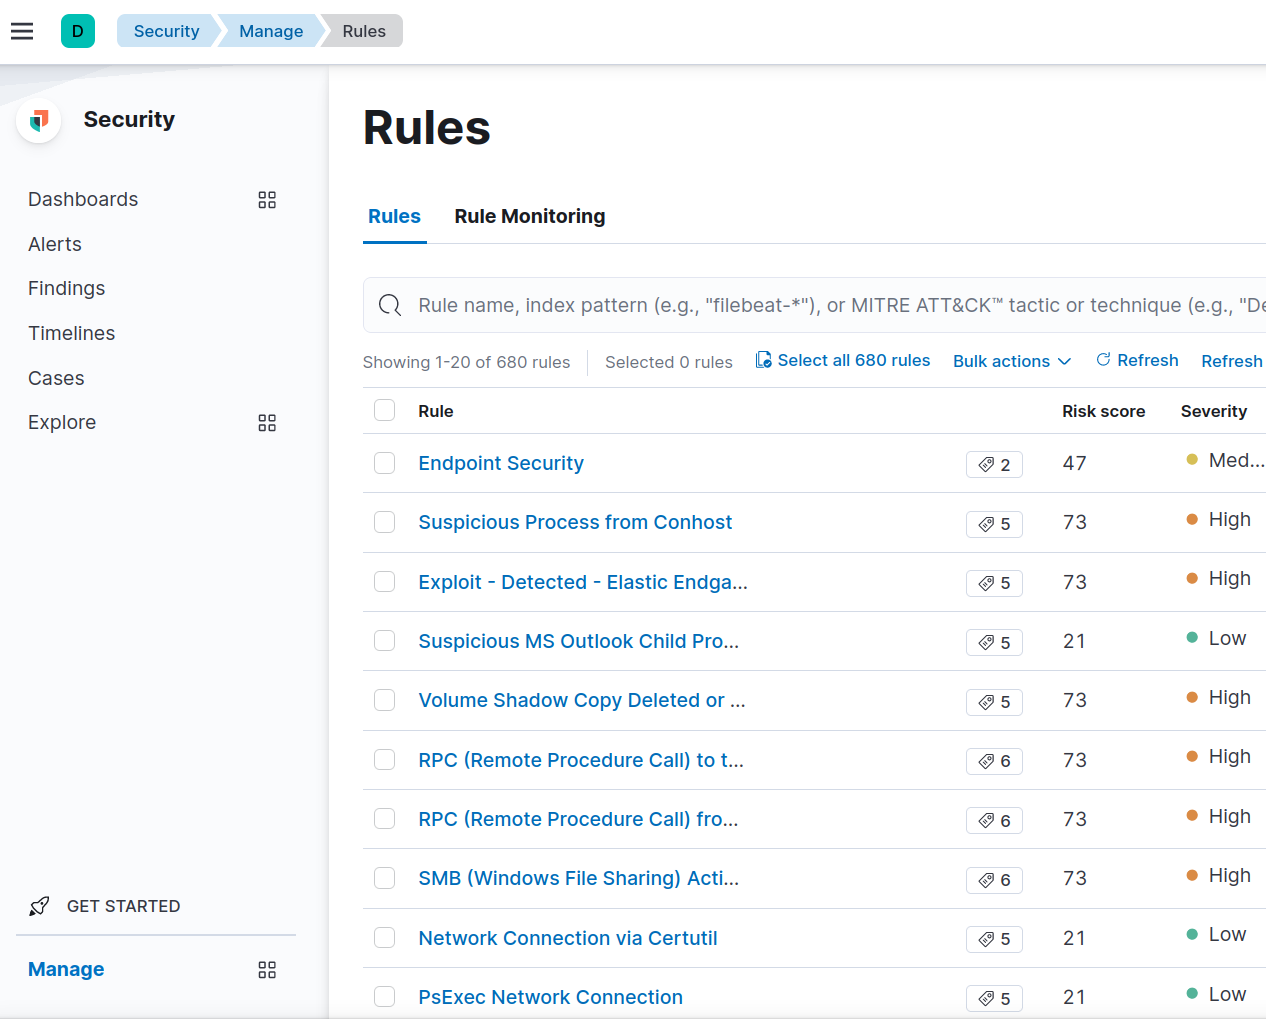 D Security Manage Rules
Security
Dashboards
Alerts
Findings
Timelines
Cases
Explore
GET STARTED
Manage
Rules
Rules Rule Monitoring
Rule name, index pattern (e.g., "filebeat-*"), or MITRE ATT&CK™ tactic or technique (e.g., "De
Showing 1-20 of 680 rules Selected 0 rules Select all 680 rules Bulk actions Refresh Refresh
Rule Risk score Severity
Endpoint Security 2 47 Med...
Suspicious Process from Conhost 5 73 High
Exploit - Detected - Elastic Endga... 5 73 High
Suspicious MS Outlook Child Pro... 5 21 Low
Volume Shadow Copy Deleted or ... 5 73 High
RPC (Remote Procedure Call) to t... 6 73 High
RPC (Remote Procedure Call) fro... 6 73 High
SMB (Windows File Sharing) Acti... 6 73 High
Network Connection via Certutil 5 21 Low
PsExec Network Connection 5 21 Low